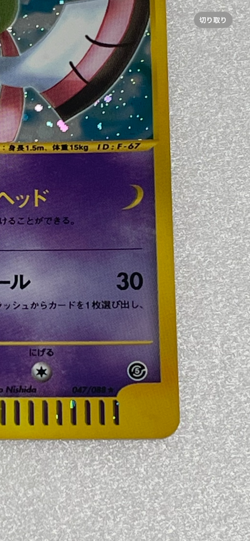 切り取り
：身長1.5m、体重15kg ID：F-67
ヘッド
けることができる。
ール 30
ッシュからカードを1枚選び出し、
にげる
o Nishida 047/088 ★